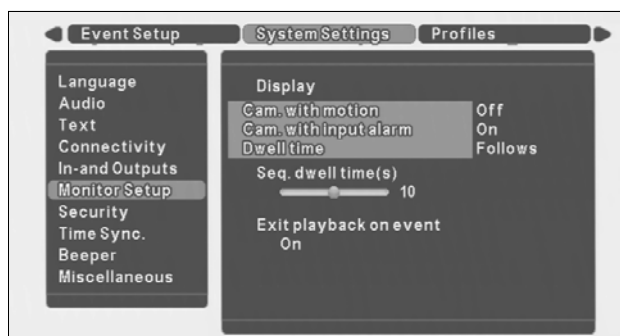 Event Setup System Settings Profiles
Language
Audio
Text
Connectivity
In-and Outputs
Monitor Setup
Security
Time Sync.
Beeper
Miscellaneous
Display
Cam. with motion Off
Cam. with input alarm On
Dwell time Follows
Seq. dwell time(s)
10
Exit playback on event
On